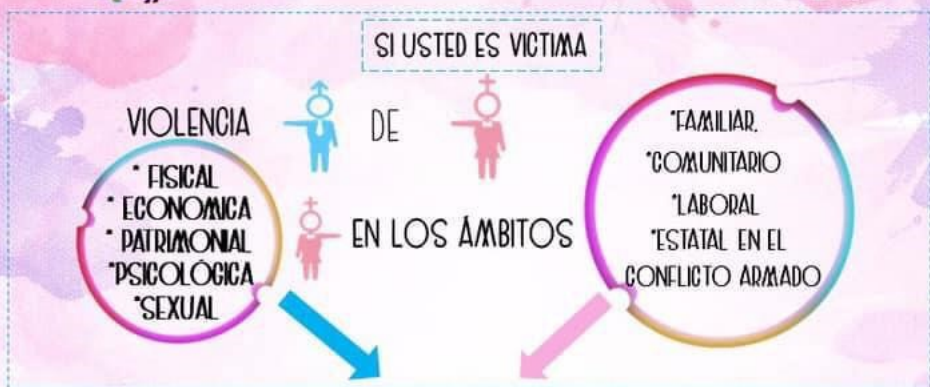 SI USTED ES VICTIMA
VIOLENCIA
DE
* FISICAL
* ECONOMICA
* PATRIMONIAL
*PSICOLÓGICA
*SEXUAL
EN LOS ÁMBITOS
*FAMILIAR.
*COMUNITARIO
*LABORAL
*ESTATAL EN EL
CONFLICTO ARMADO